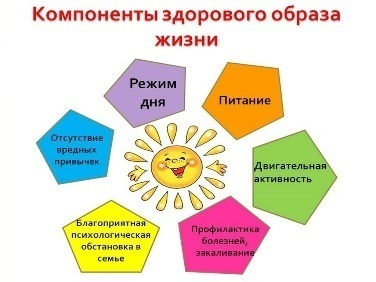 Компоненты здорового образа
жизни
Режим
дня
Питание
Двигательная
активность
Профилактика
болезней,
закаливание
Благоприятная
психологическая
обстановка в
семье
Отсутствие
вредных
привычек